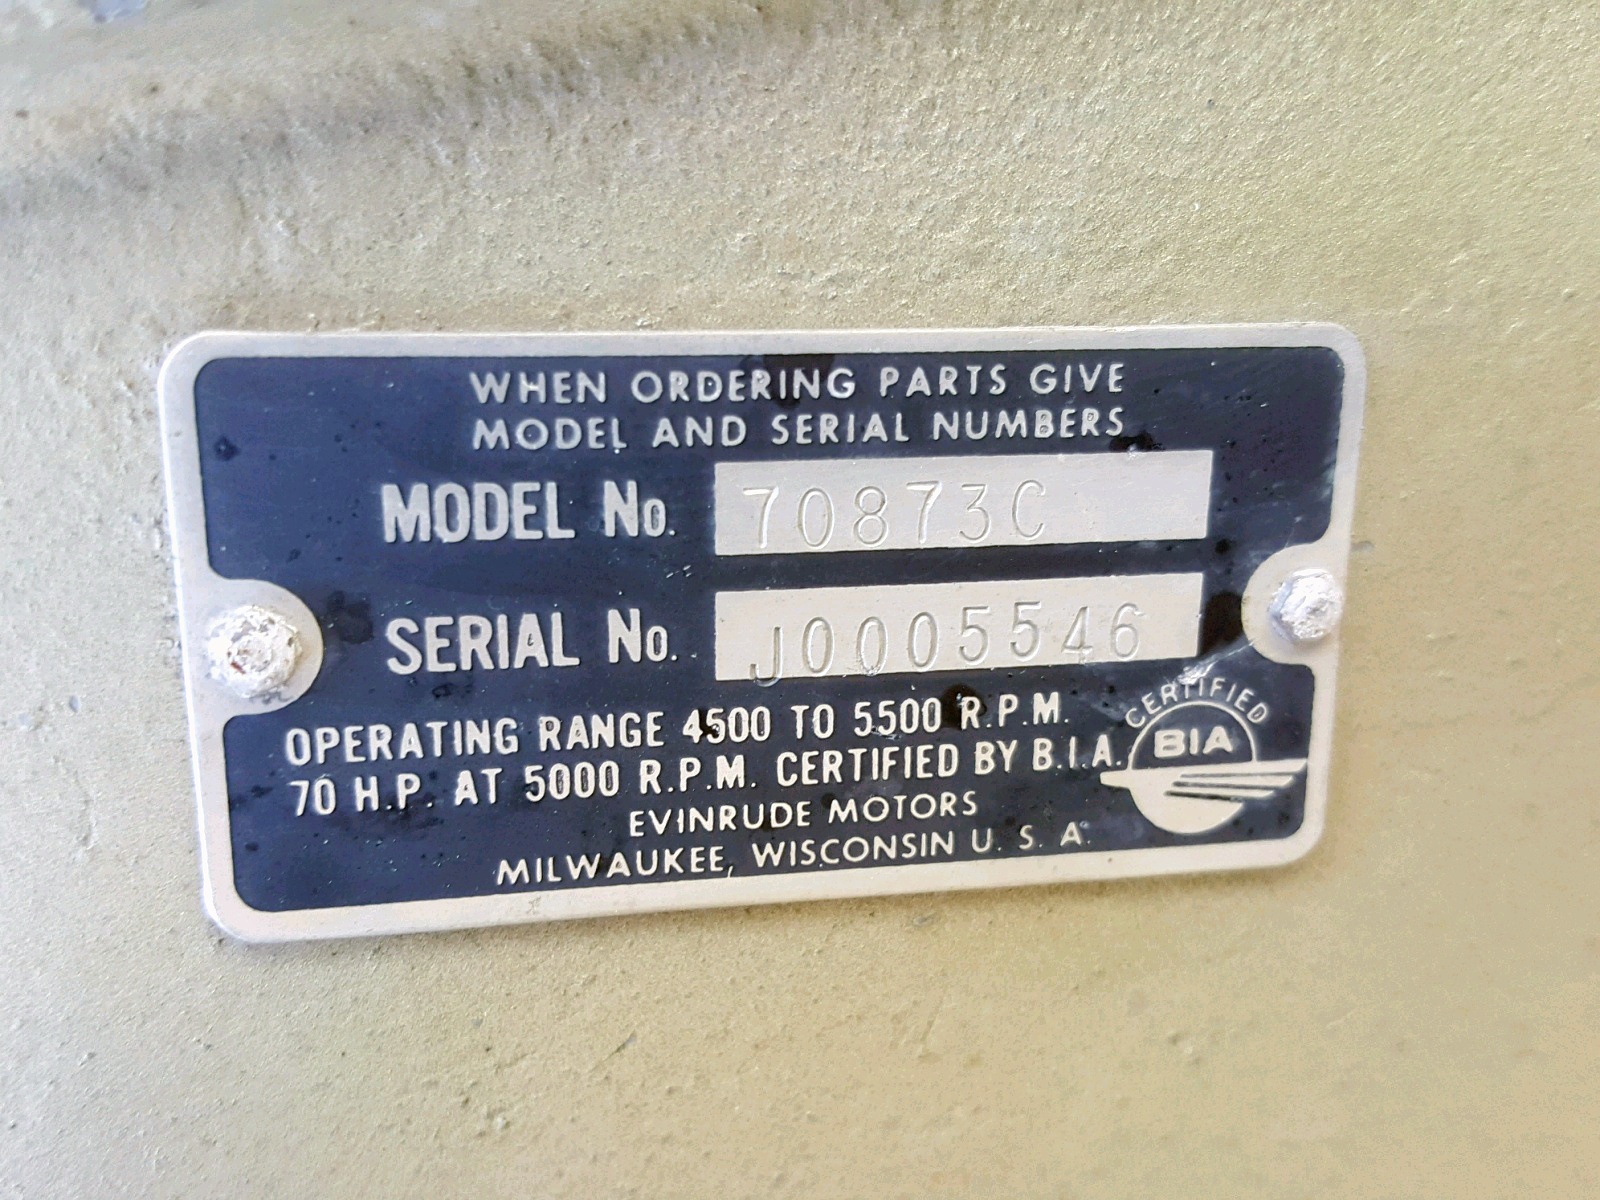 WHEN ORDERING PARTS GIVE
MODEL AND SERIAL NUMBERS
MODEL No. 70873C
SERIAL No. J0005546
OPERATING RANGE 4500 TO 5500 R.P.M.
70 H.P. AT 5000 R.P.M. CERTIFIED BY B.I.A.
CERTIFIED
BIA
EVINRUDE MOTORS
MILWAUKEE, WISCONSIN U. S. A.